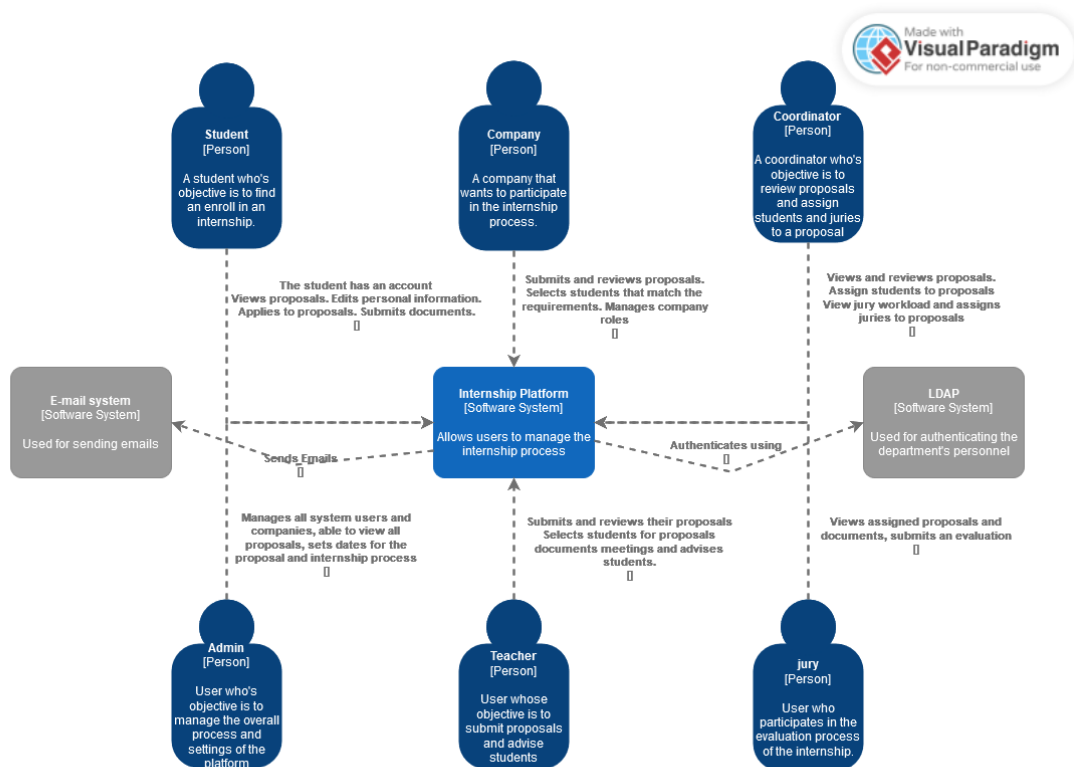 Made with
Visual Paradigm
For non-commercial use
Student
[Person]
A student who's
objective is to find
an enroll in an
internship.
Company
[Person]
A company that
wants to participate
in the internship
process.
Coordinator
[Person]
A coordinator who's
objective is to
review proposals
and assign
students and juries
to a proposal
The student has an account
Views proposals. Edits personal information.
Applies to proposals. Submits documents.
[]
Submits and reviews proposals.
Selects students that match the
requirements. Manages company
roles
[]
Views and reviews proposals.
Assign students to proposals
View jury workload and assigns
juries to proposals
[]
E-mail system
[Software System]
Used for sending emails
Internship Platform
[Software System]
Allows users to manage the
internship process
LDAP
[Software System]
Used for authenticating the
department's personnel
Sends Emails
[]
Authenticates using
[]
Manages all system users and
companies, able to view all
proposals, sets dates for the
proposal and internship process
[]
Submits and reviews their proposals
Selects students for proposals
documents meetings and advises
students.
[]
Views assigned proposals and
documents, submits an evaluation
[]
Admin
[Person]
User who's
objective is to
manage the overall
process and
settings of the
platform
Teacher
[Person]
User whose
objective is to
submit proposals
and advise
students
jury
[Person]
User who
participates in the
evaluation process
of the internship.